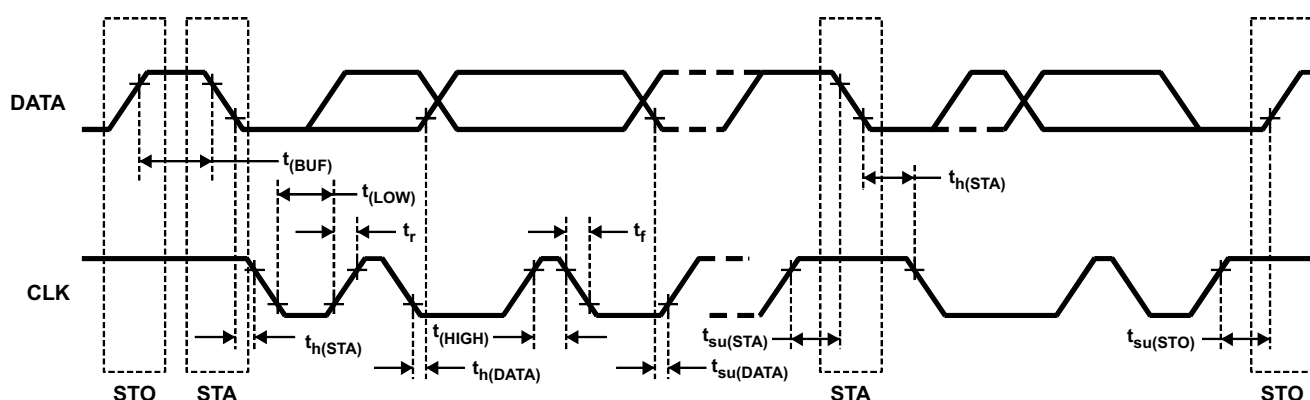 DATA
t(BUF)
t(LOW)
th(STA)
tr
tf
CLK
th(STA)
t(HIGH)
tsu(STA)
tsu(STO)
th(DATA)
tsu(DATA)
STO
STA
STA
STO